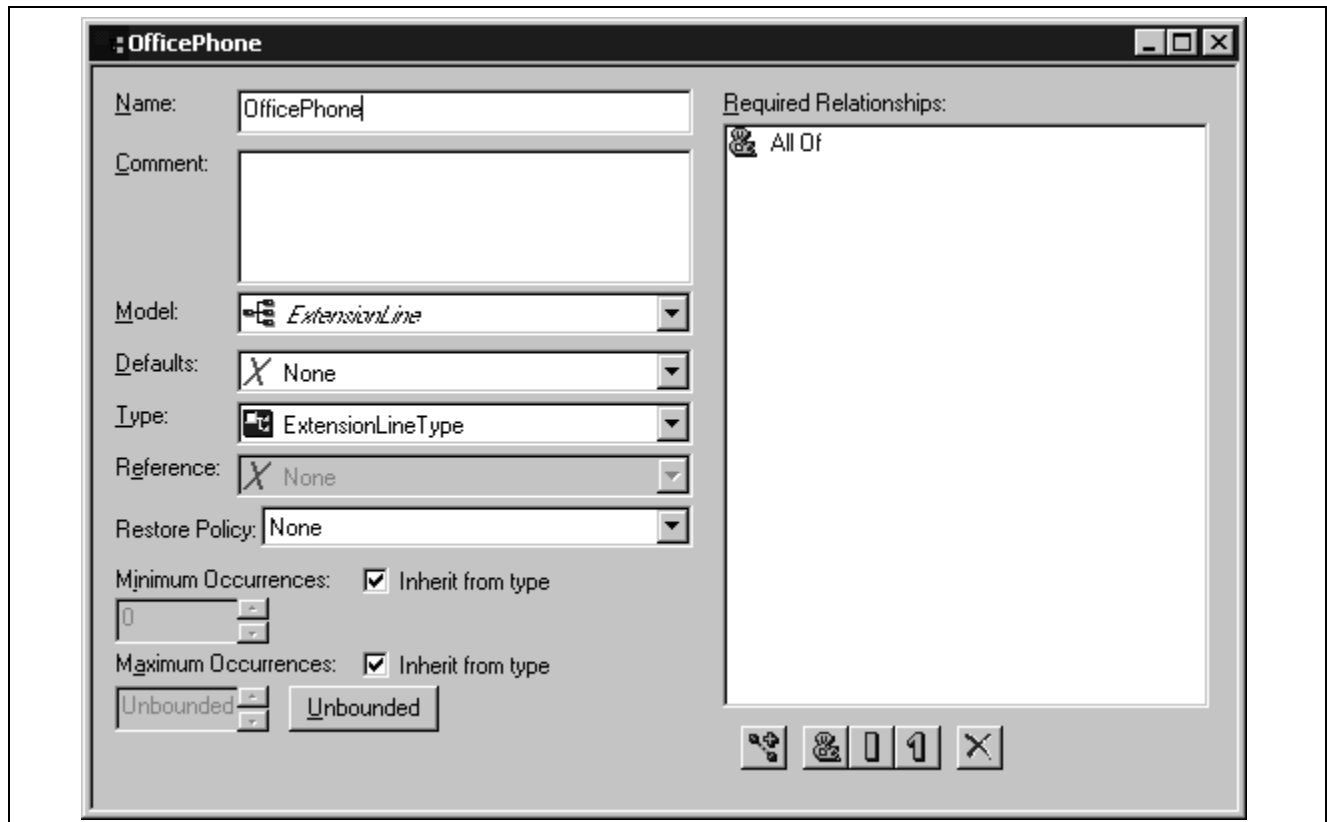 OfficePhone
Name:
OfficePhone
Comment:
Model:
ExtensionLine
Defaults:
None
Type:
ExtensionLineType
Reference:
None
Restore Policy:
None
Minimum Occurrences:
Inherit from type
0
Maximum Occurrences:
Inherit from type
Unbounded
Unbounded
Required Relationships:
All Of